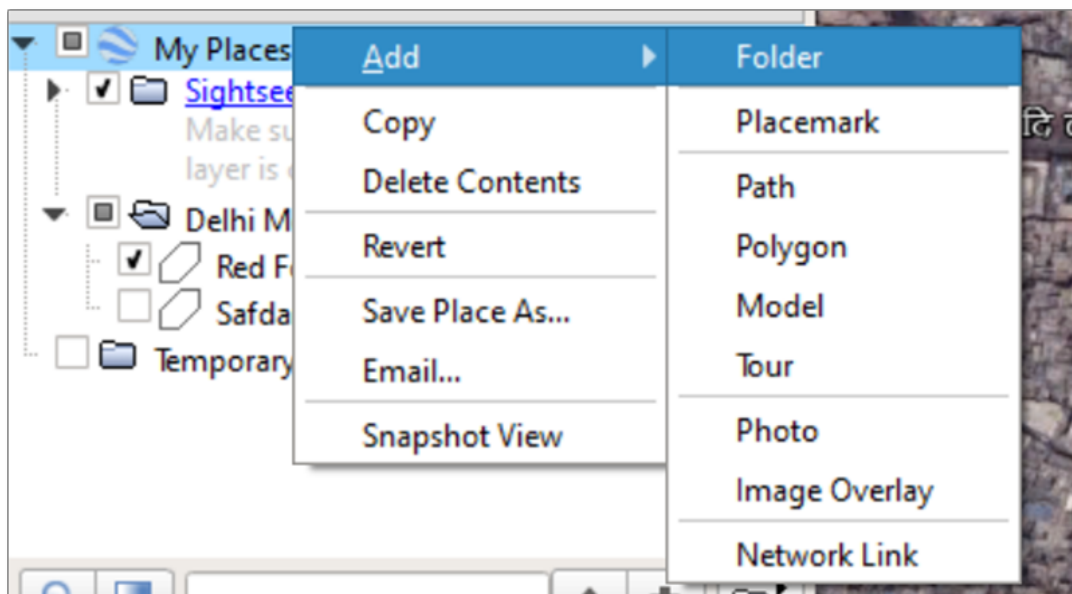 My Places
Sightsee
Make su
layer is
Delhi M
Red F
Safda
Temporary
Add
Copy
Delete Contents
Revert
Save Place As...
Email...
Snapshot View
Folder
Placemark
Path
Polygon
Model
Tour
Photo
Image Overlay
Network Link